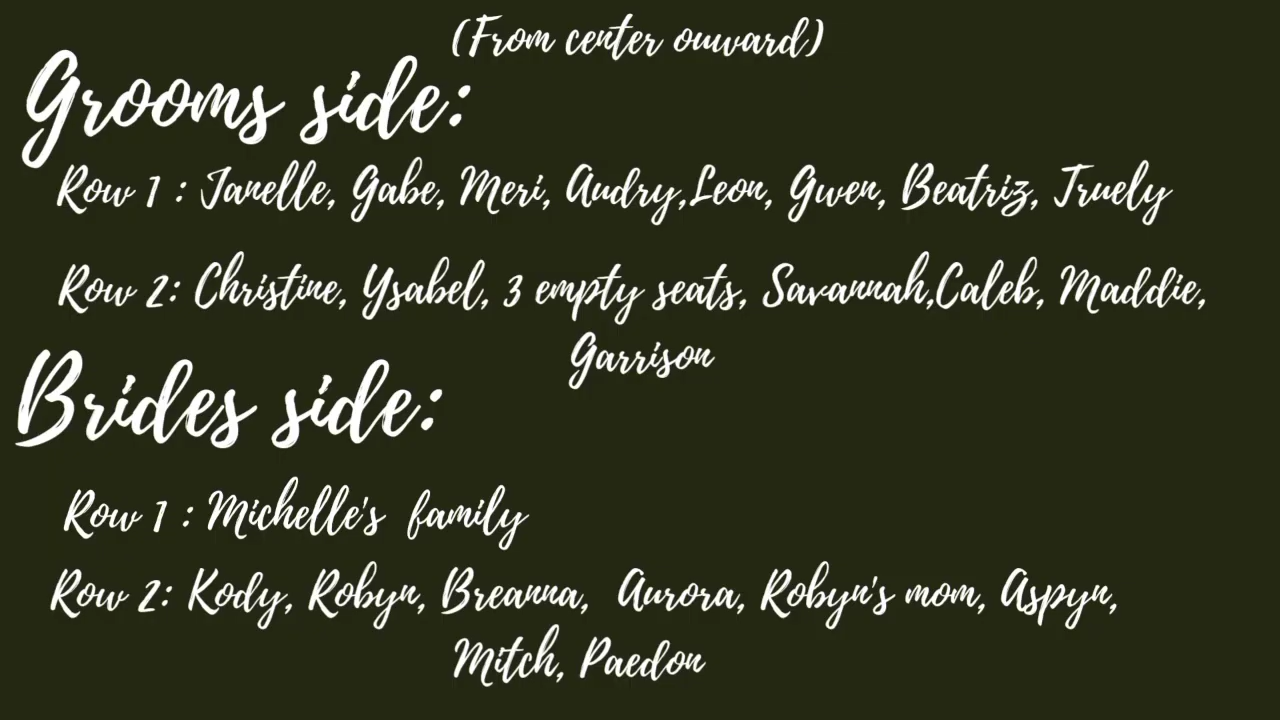 (From center ouward)
Grooms side:
Row 1 : Janelle, Gabe, Meri, Audry,Leon, Gwen, Beatriz, Truely
Row 2: Christine, Ysabel, 3 empty seats, Savannah,Caleb, Maddie,
Garrison
Brides side:
Row 1 : Michelle's family
Row 2: Kody, Robyn, Breanna, Aurora, Robyn's mom, Aspyn,
Mitch, Paedon